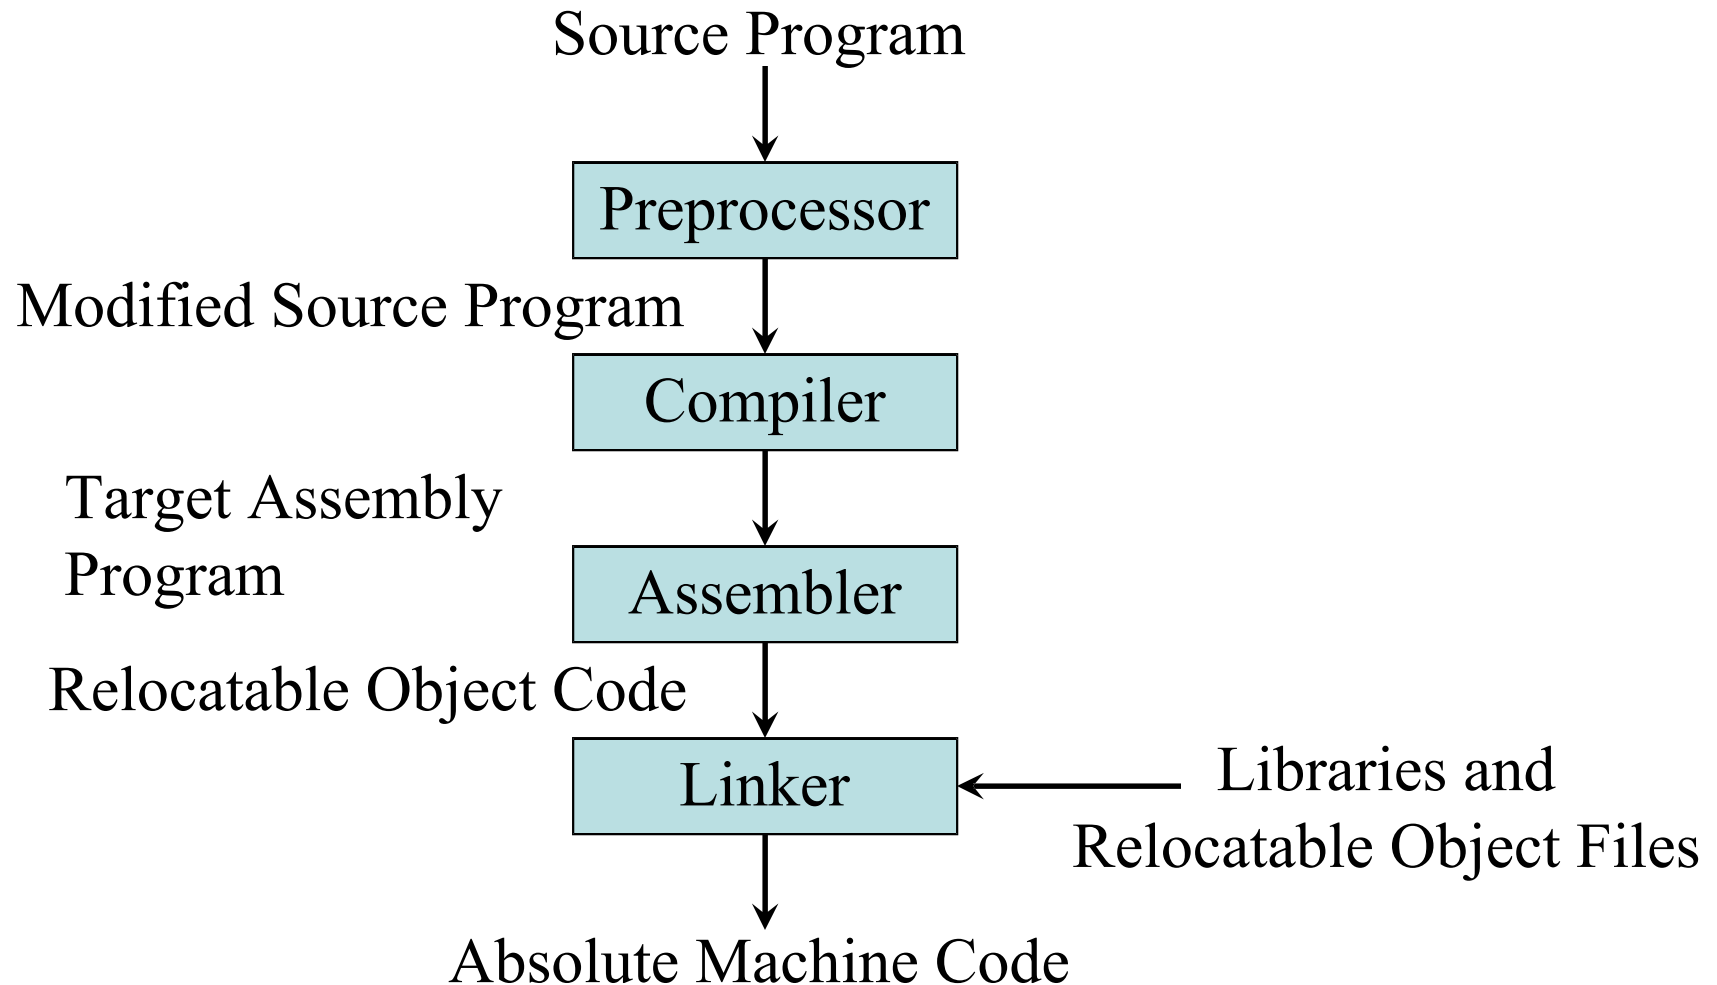 Source Program
Preprocessor
Modified Source Program
Compiler
Target Assembly
Program
Assembler
Relocatable Object Code
Linker
Libraries and
Relocatable Object Files
Absolute Machine Code